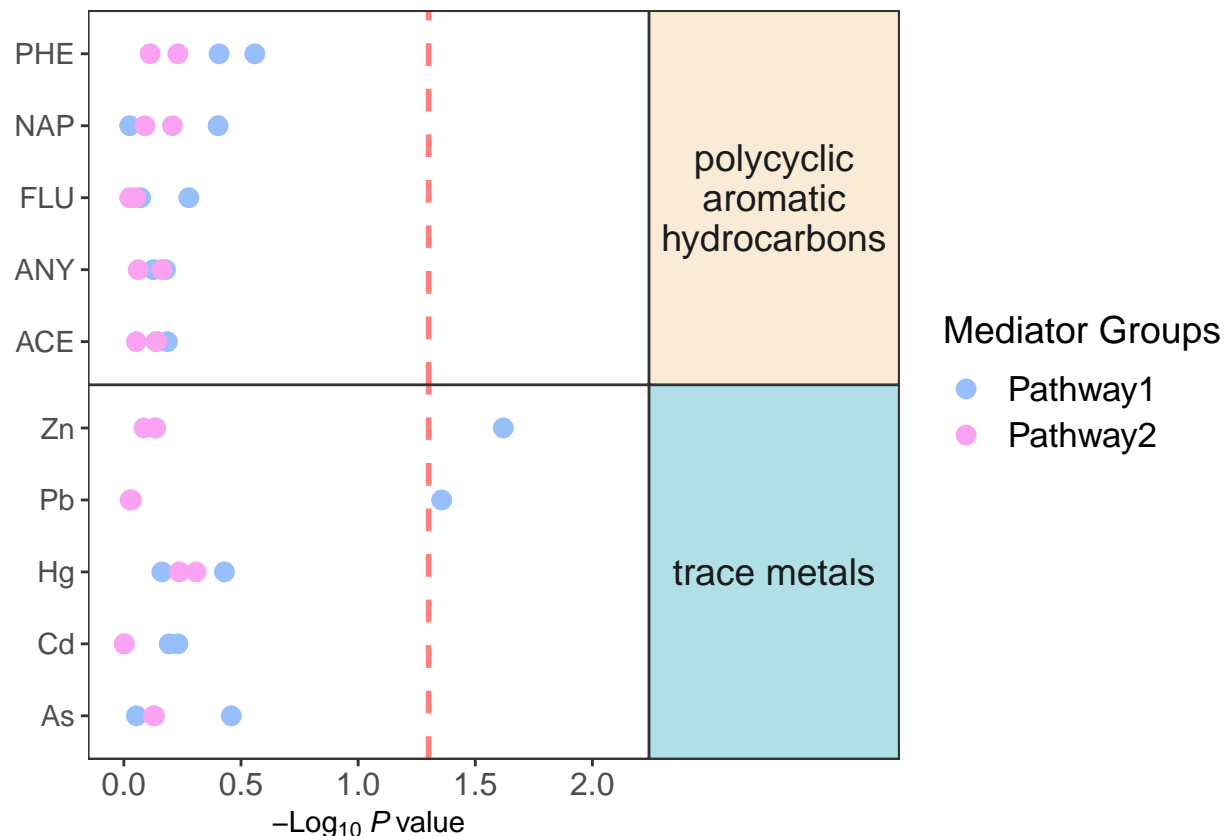 PHE
NAP
FLU
ANY
ACE
Zn
Pb
Hg
Cd
As
polycyclic
aromatic
hydrocarbons
trace metals
0.0 0.5 1.0 1.5 2.0
−Log₁₀ P value
Mediator Groups
Pathway1
Pathway2